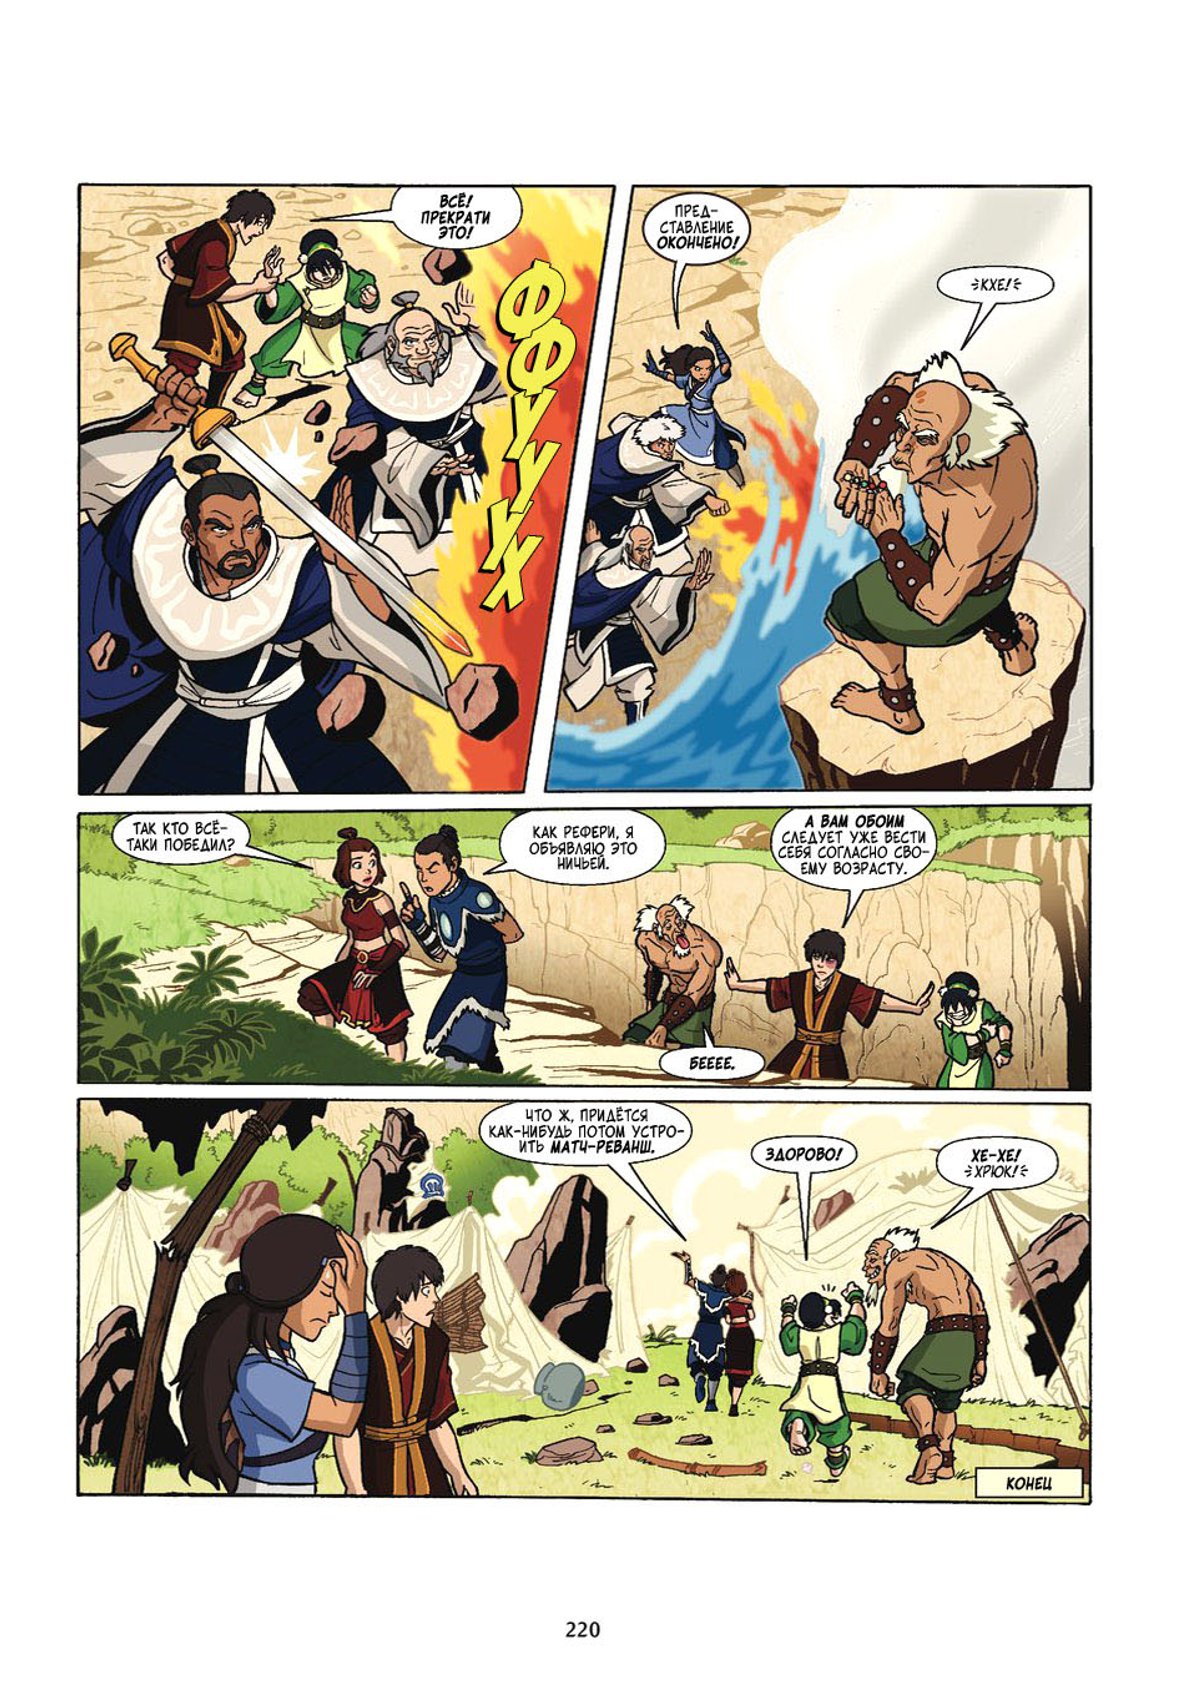 ВСЁ!
ПРЕКРАТИ
ЭТО!
ФФУУУХХ
ПРЕД-
СТАВЛЕНИЕ
ОКОНЧЕНО!
КХЕ!
ТАК КТО ВСЁ-
ТАКИ ПОБЕДИЛ?
КАК РЕФЕРИ, Я
ОБЪЯВЛЯЮ ЭТО
НИЧЬЕЙ.
А ВАМ ОБОИМ
СЛЕДУЕТ УЖЕ ВЕСТИ
СЕБЯ СОГЛАСНО СВО-
ЕМУ ВОЗРАСТУ.
БЕЕЕЕ.
ЧТО Ж, ПРИДЁТСЯ
КАК-НИБУДЬ ПОТОМ УСТРО-
ИТЬ МАТЧ-РЕВАНШ.
ЗДОРОВО!
ХЕ-ХЕ!
ХРЮК!
КОНЕЦ
220